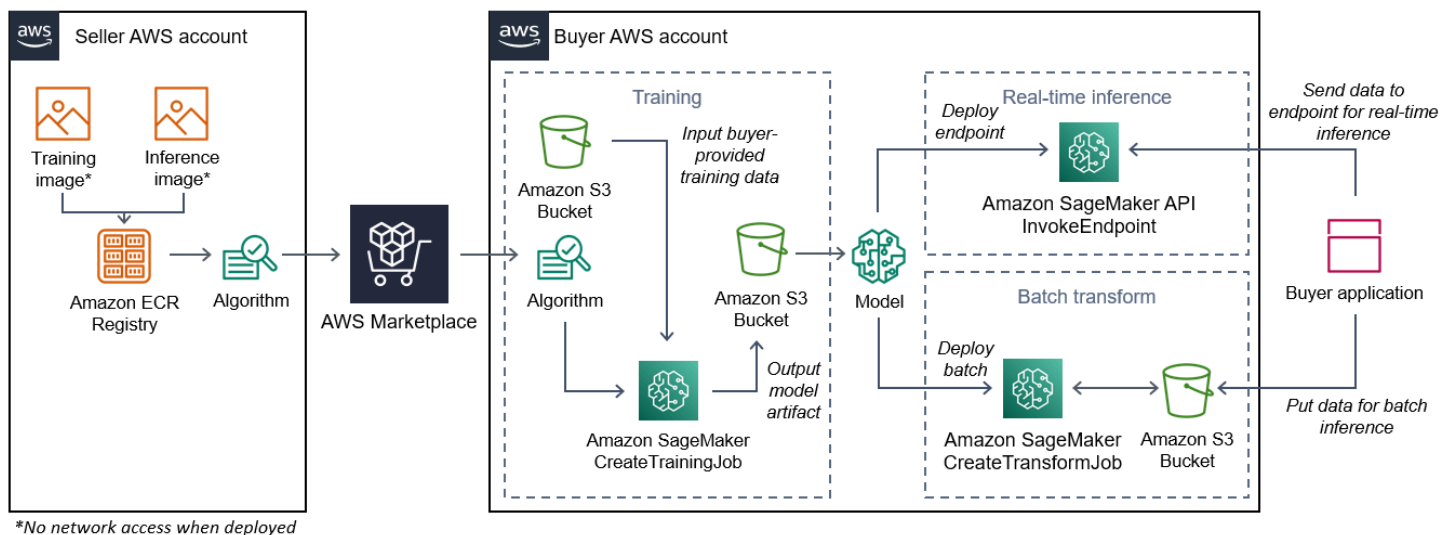 aws
Seller AWS account
Training
image*
Inference
image*
Amazon ECR
Registry
Algorithm
*No network access when deployed
AWS Marketplace
aws
Buyer AWS account
Training
Amazon S3
Bucket
Input buyer-
provided
training data
Algorithm
Amazon SageMaker
CreateTrainingJob
Output
model
artifact
Amazon S3
Bucket
Model
Real-time inference
Deploy
endpoint
Amazon SageMaker API
InvokeEndpoint
Batch transform
Deploy
batch
Amazon SageMaker
CreateTransformJob
Amazon S3
Bucket
Send data to
endpoint for real-time
inference
Buyer application
Put data for batch
inference